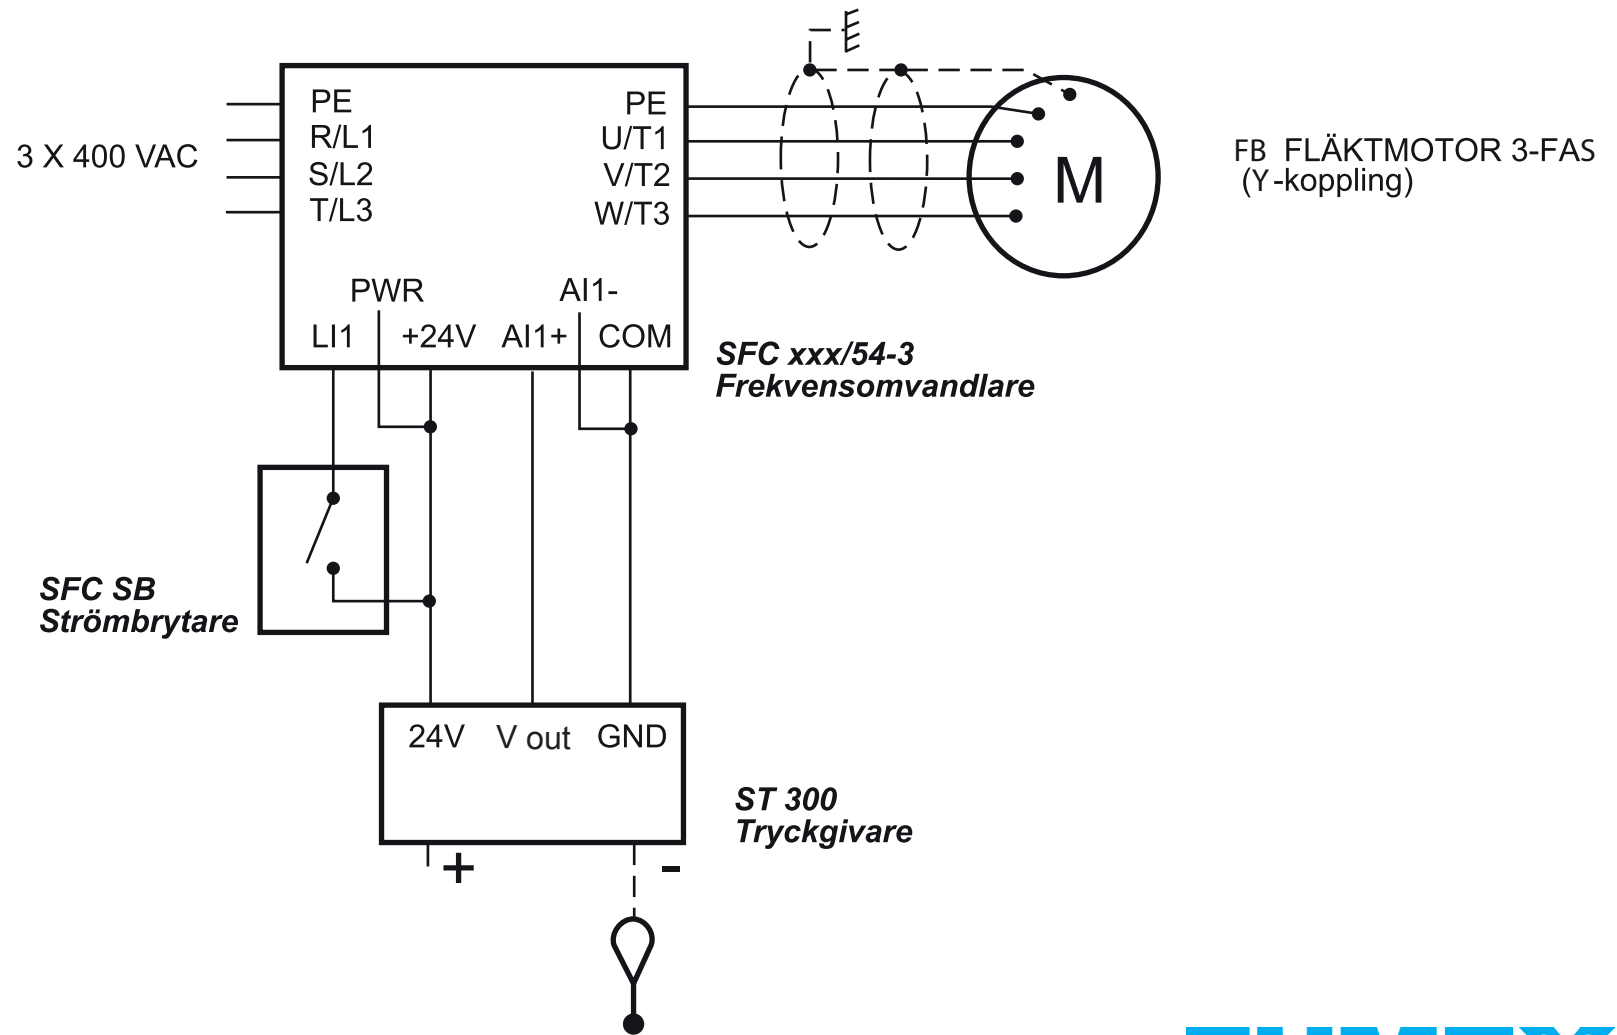 PE
R/L1
S/L2
T/L3
3 X 400 VAC
PE
U/T1
V/T2
W/T3
M
FB FLÄKTMOTOR 3-FAS
(Y-koppling)
PWR
AI1-
LI1
+24V
AI1+
COM
SFC xxx/54-3
Frekvensomvandlare
SFC SB
Strömbrytare
24V
V out
GND
ST 300
Tryckgivare
+
-